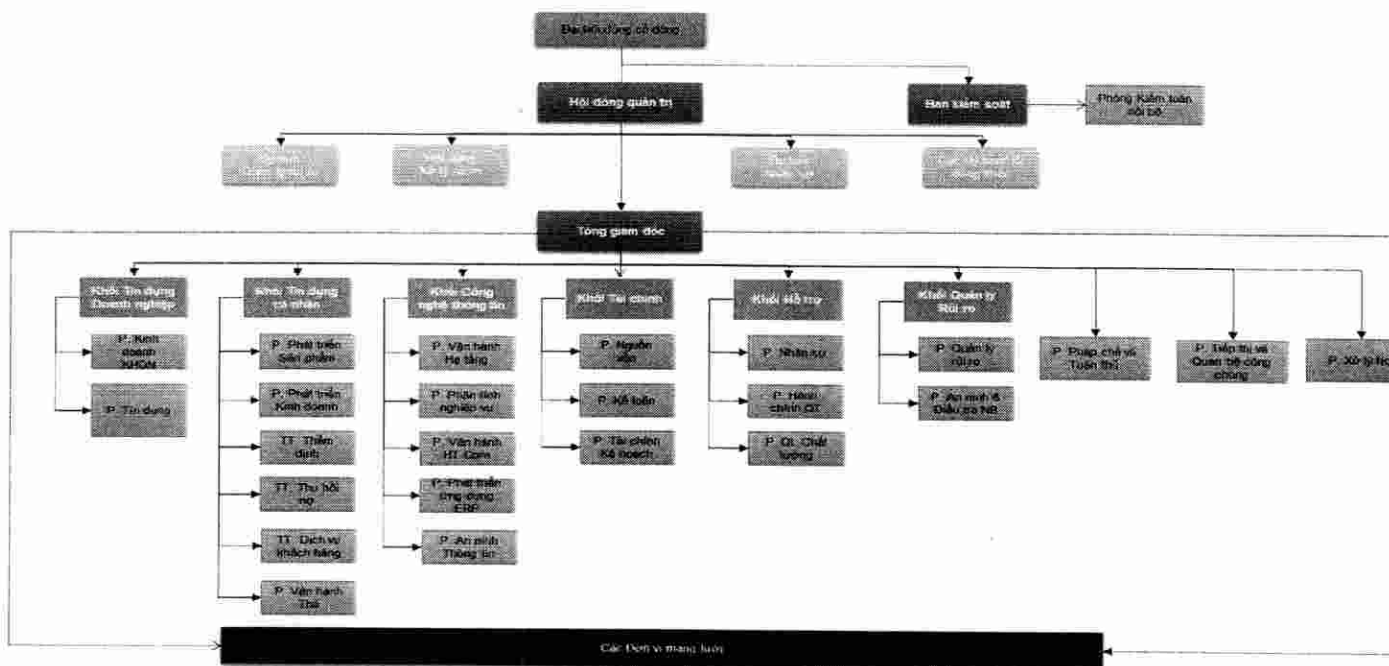 Đại hội đồng cổ đông
Hội đồng quản trị
Ban kiểm soát
Phòng Kiểm toán
nội bộ
Tổng giám đốc
Khối Tín dụng
Doanh nghiệp
Khối Tín dụng
cá nhân
Khối Công
nghệ thông tin
Khối Tài chính
Khối Hỗ trợ
Khối Quản lý
Rủi ro
P. Kinh
doanh
KHDN
P. Tín dụng
P. Phát triển
Sản phẩm
P. Phát triển
Kinh doanh
TT. Thẩm
định
TT. Thu hồi
nợ
TT. Dịch vụ
khách hàng
P. Vận hành
Thẻ
P. Vận hành
Hạ tầng
P. Phân tích
nghiệp vụ
P. Vận hành
HT Core
P. Phát triển
ứng dụng
ERP
P. An ninh
Thông tin
P. Nguồn
vốn
P. Kế toán
P. Tài chính
Kế hoạch
P. Nhân sự
P. Hành
chính QT
P. QL Chất
lượng
P. Quản lý
rủi ro
P. An ninh &
Điều tra NB
P. Pháp chế và
Tuân thủ
P. Tiếp thị và
Quan hệ công
chúng
P. Xử lý Nợ
Các Đơn vị mạng lưới